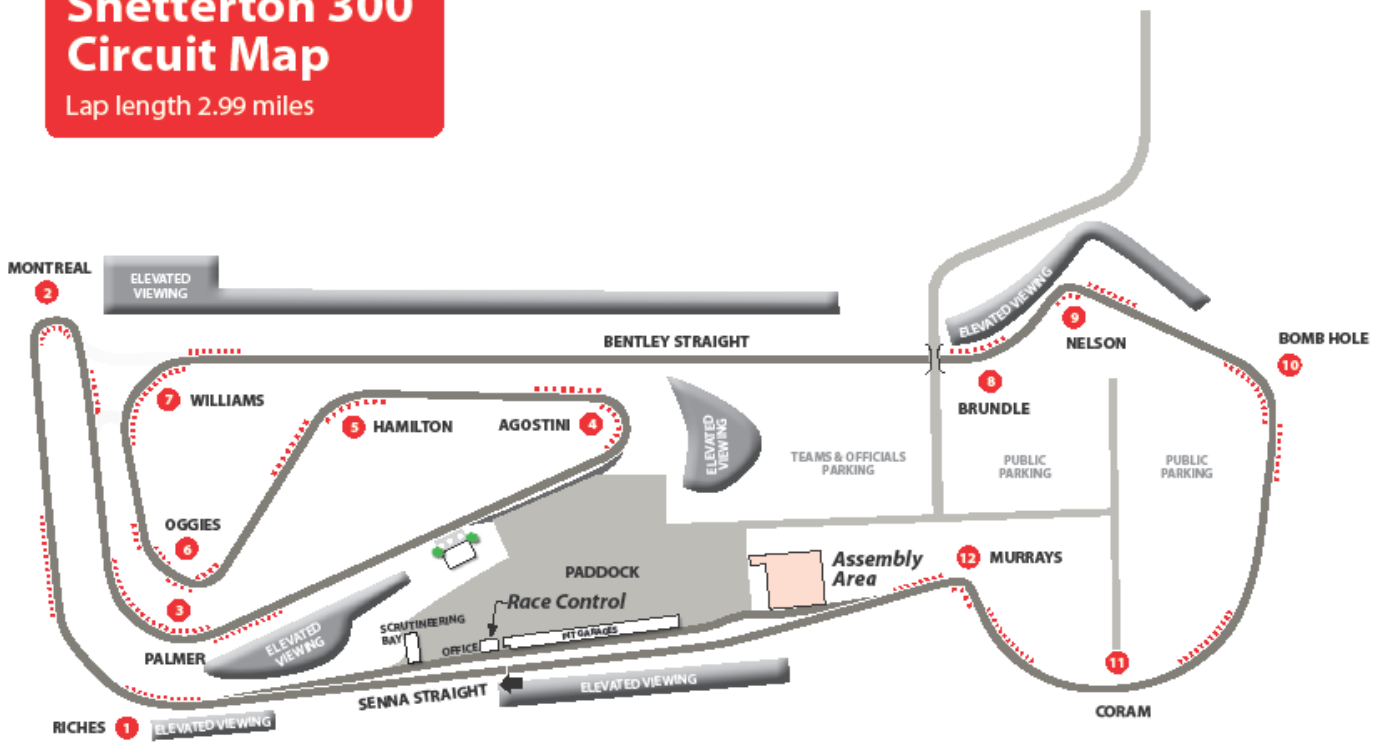 Snetterton 300
Circuit Map
Lap length 2.99 miles
MONTREAL
2
ELEVATED
VIEWING
BENTLEY STRAIGHT
ELEVATED VIEWING
9
NELSON
BOMB HOLE
10
7 WILLIAMS
5 HAMILTON
AGOSTINI 4
ELEVATED
VIEWING
8
BRUNDLE
TEAMS & OFFICIALS
PARKING
PUBLIC
PARKING
PUBLIC
PARKING
OGGIES
6
3
PALMER
ELEVATED
VIEWING
PADDOCK
Race Control
SCRUTINEERING
BAY
OFFICE
PIT GARAGES
Assembly
Area
12 MURRAYS
11
CORAM
SENNA STRAIGHT
ELEVATED VIEWING
RICHES 1
ELEVATED VIEWING